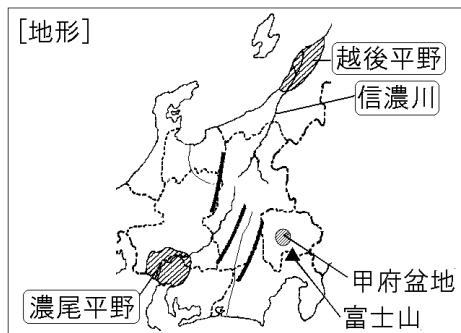 [地形]
越後平野
信濃川
甲府盆地
富士山
濃尾平野